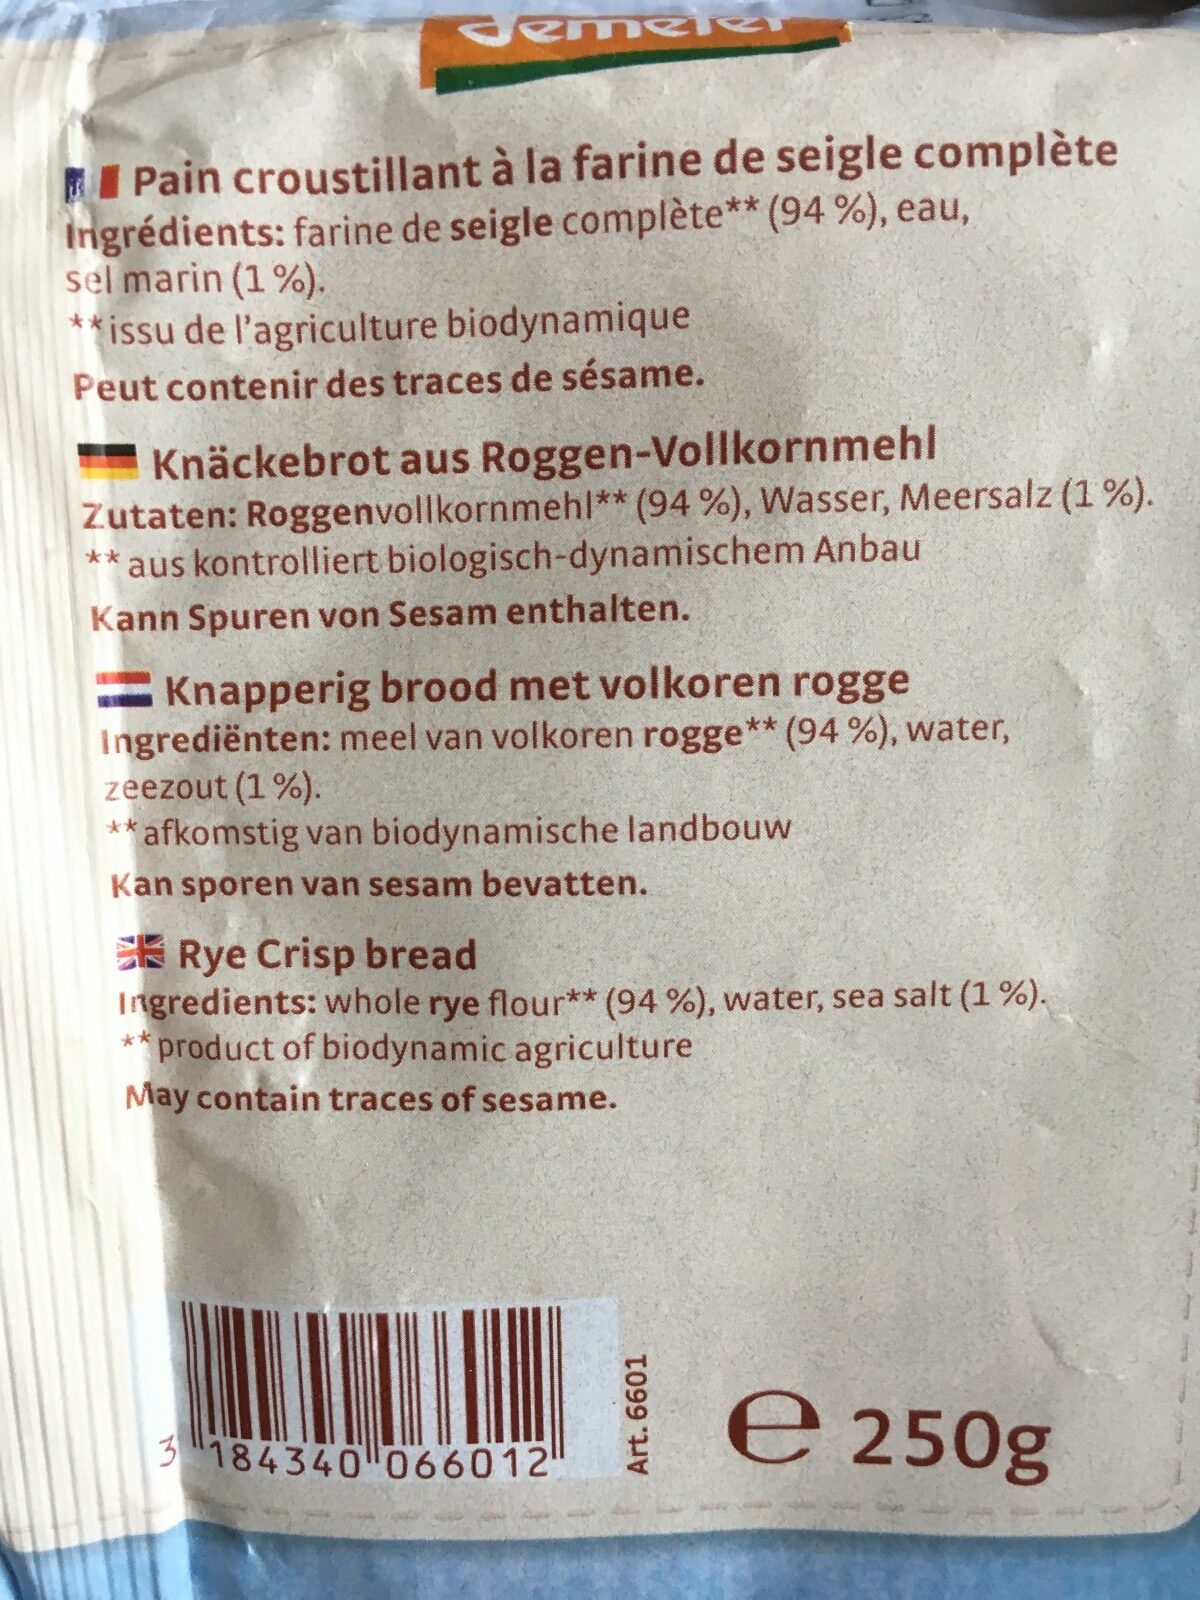 demeter
Pain croustillant à la farine de seigle complète
Ingrédients: farine de seigle complète** (94 %), eau,
sel marin (1 %).
**issu de l'agriculture biodynamique
Peut contenir des traces de sésame.
Knäckebrot aus Roggen-Vollkornmehl
Zutaten: Roggenvollkornmehl** (94 %), Wasser, Meersalz (1 %).
** aus kontrolliert biologisch-dynamischem Anbau
Kann Spuren von Sesam enthalten.
Knapperig brood met volkoren rogge
Ingrediënten: meel van volkoren rogge** (94 %), water,
zeezout (1 %).
**afkomstig van biodynamische landbouw
Kan sporen van sesam bevatten.
Rye Crisp bread
Ingredients: whole rye flour** (94 %), water, sea salt (1 %).
**product of biodynamic agriculture
May contain traces of sesame.
3 184340 066012
Art. 6601
e 250g